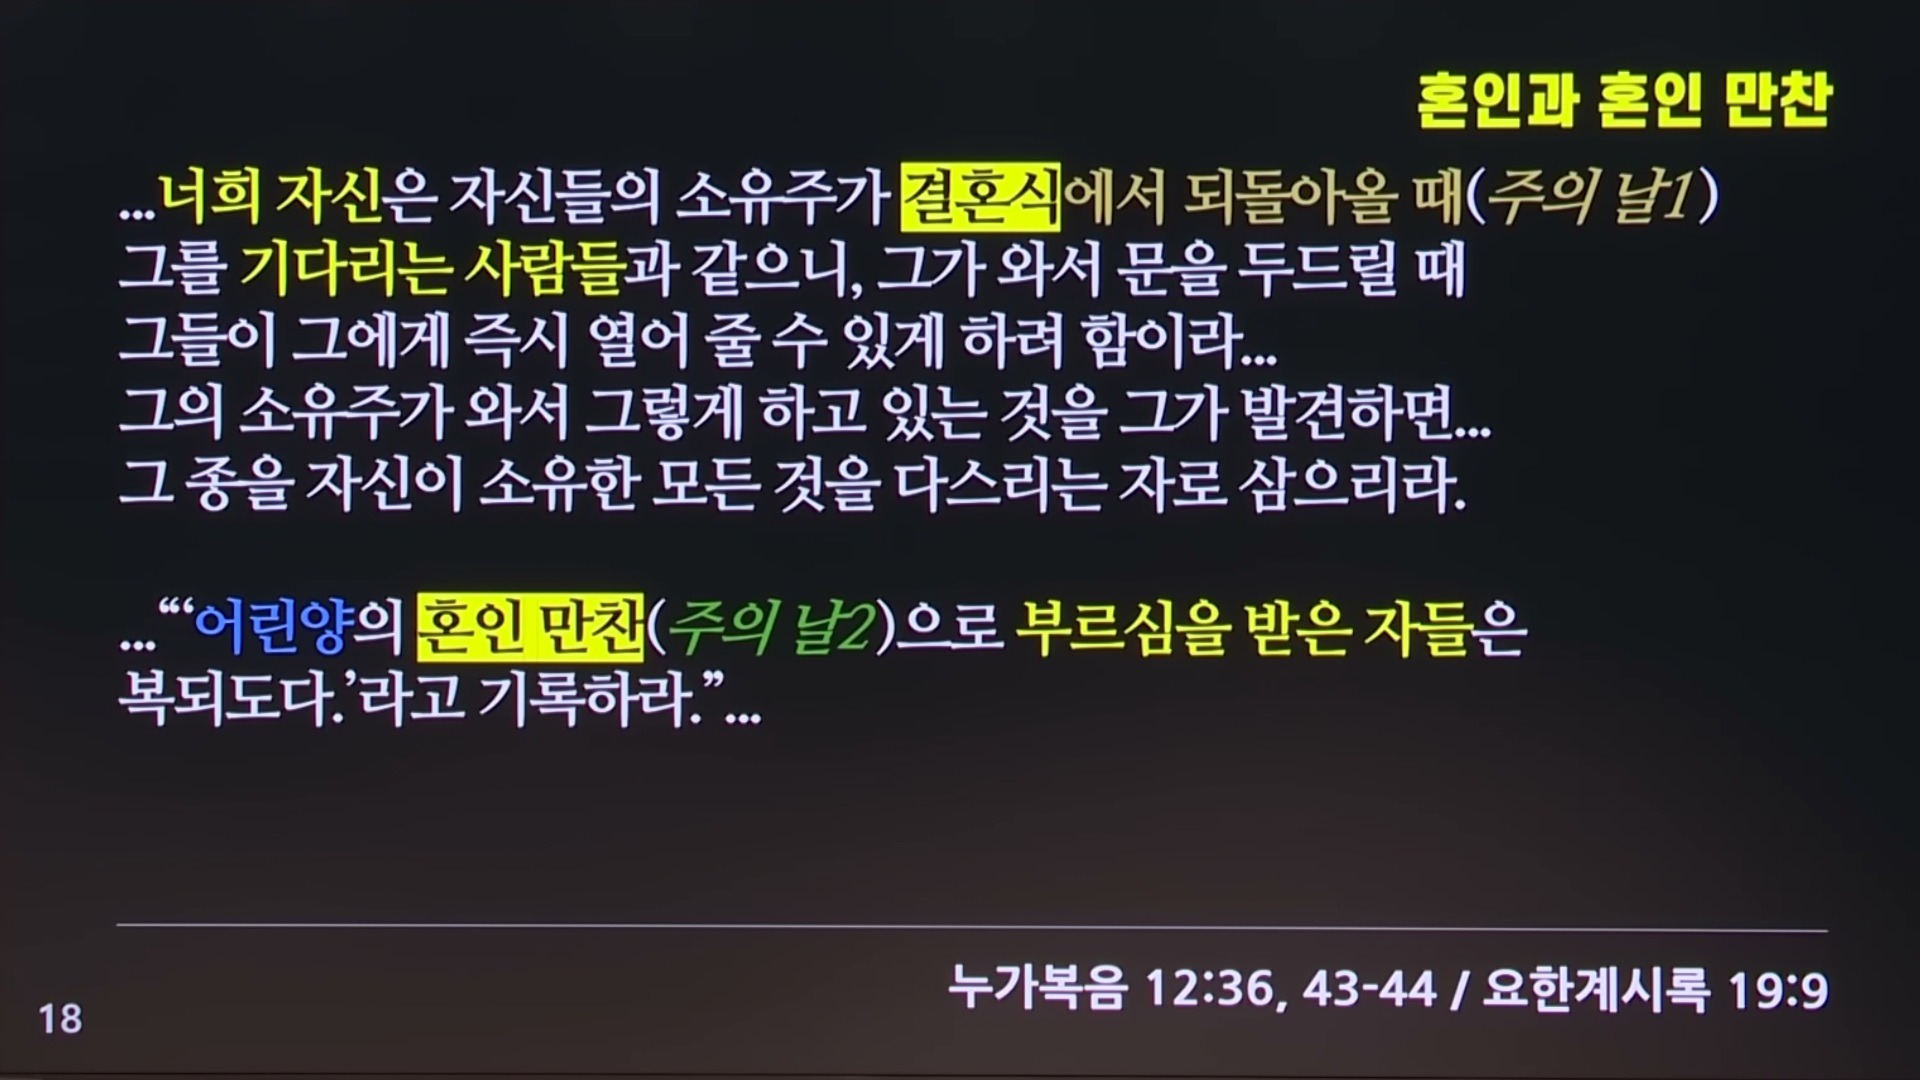 혼인과 혼인 만찬
...너희 자신은 자신들의 소유주가 결혼식에서 되돌아올 때(주의 날1)
그를 기다리는 사람들과 같으니, 그가 와서 문을 두드릴 때
그들이 그에게 즉시 열어 줄 수 있게 하려 함이라...
그의 소유주가 와서 그렇게 하고 있는 것을 그가 발견하면...
그 종을 자신이 소유한 모든 것을 다스리는 자로 삼으리라.
...“‘어린양의 혼인 만찬(주의 날2)으로 부르심을 받은 자들은
복되도다.’라고 기록하라.”...
누가복음 12:36, 43-44 / 요한계시록 19:9
18